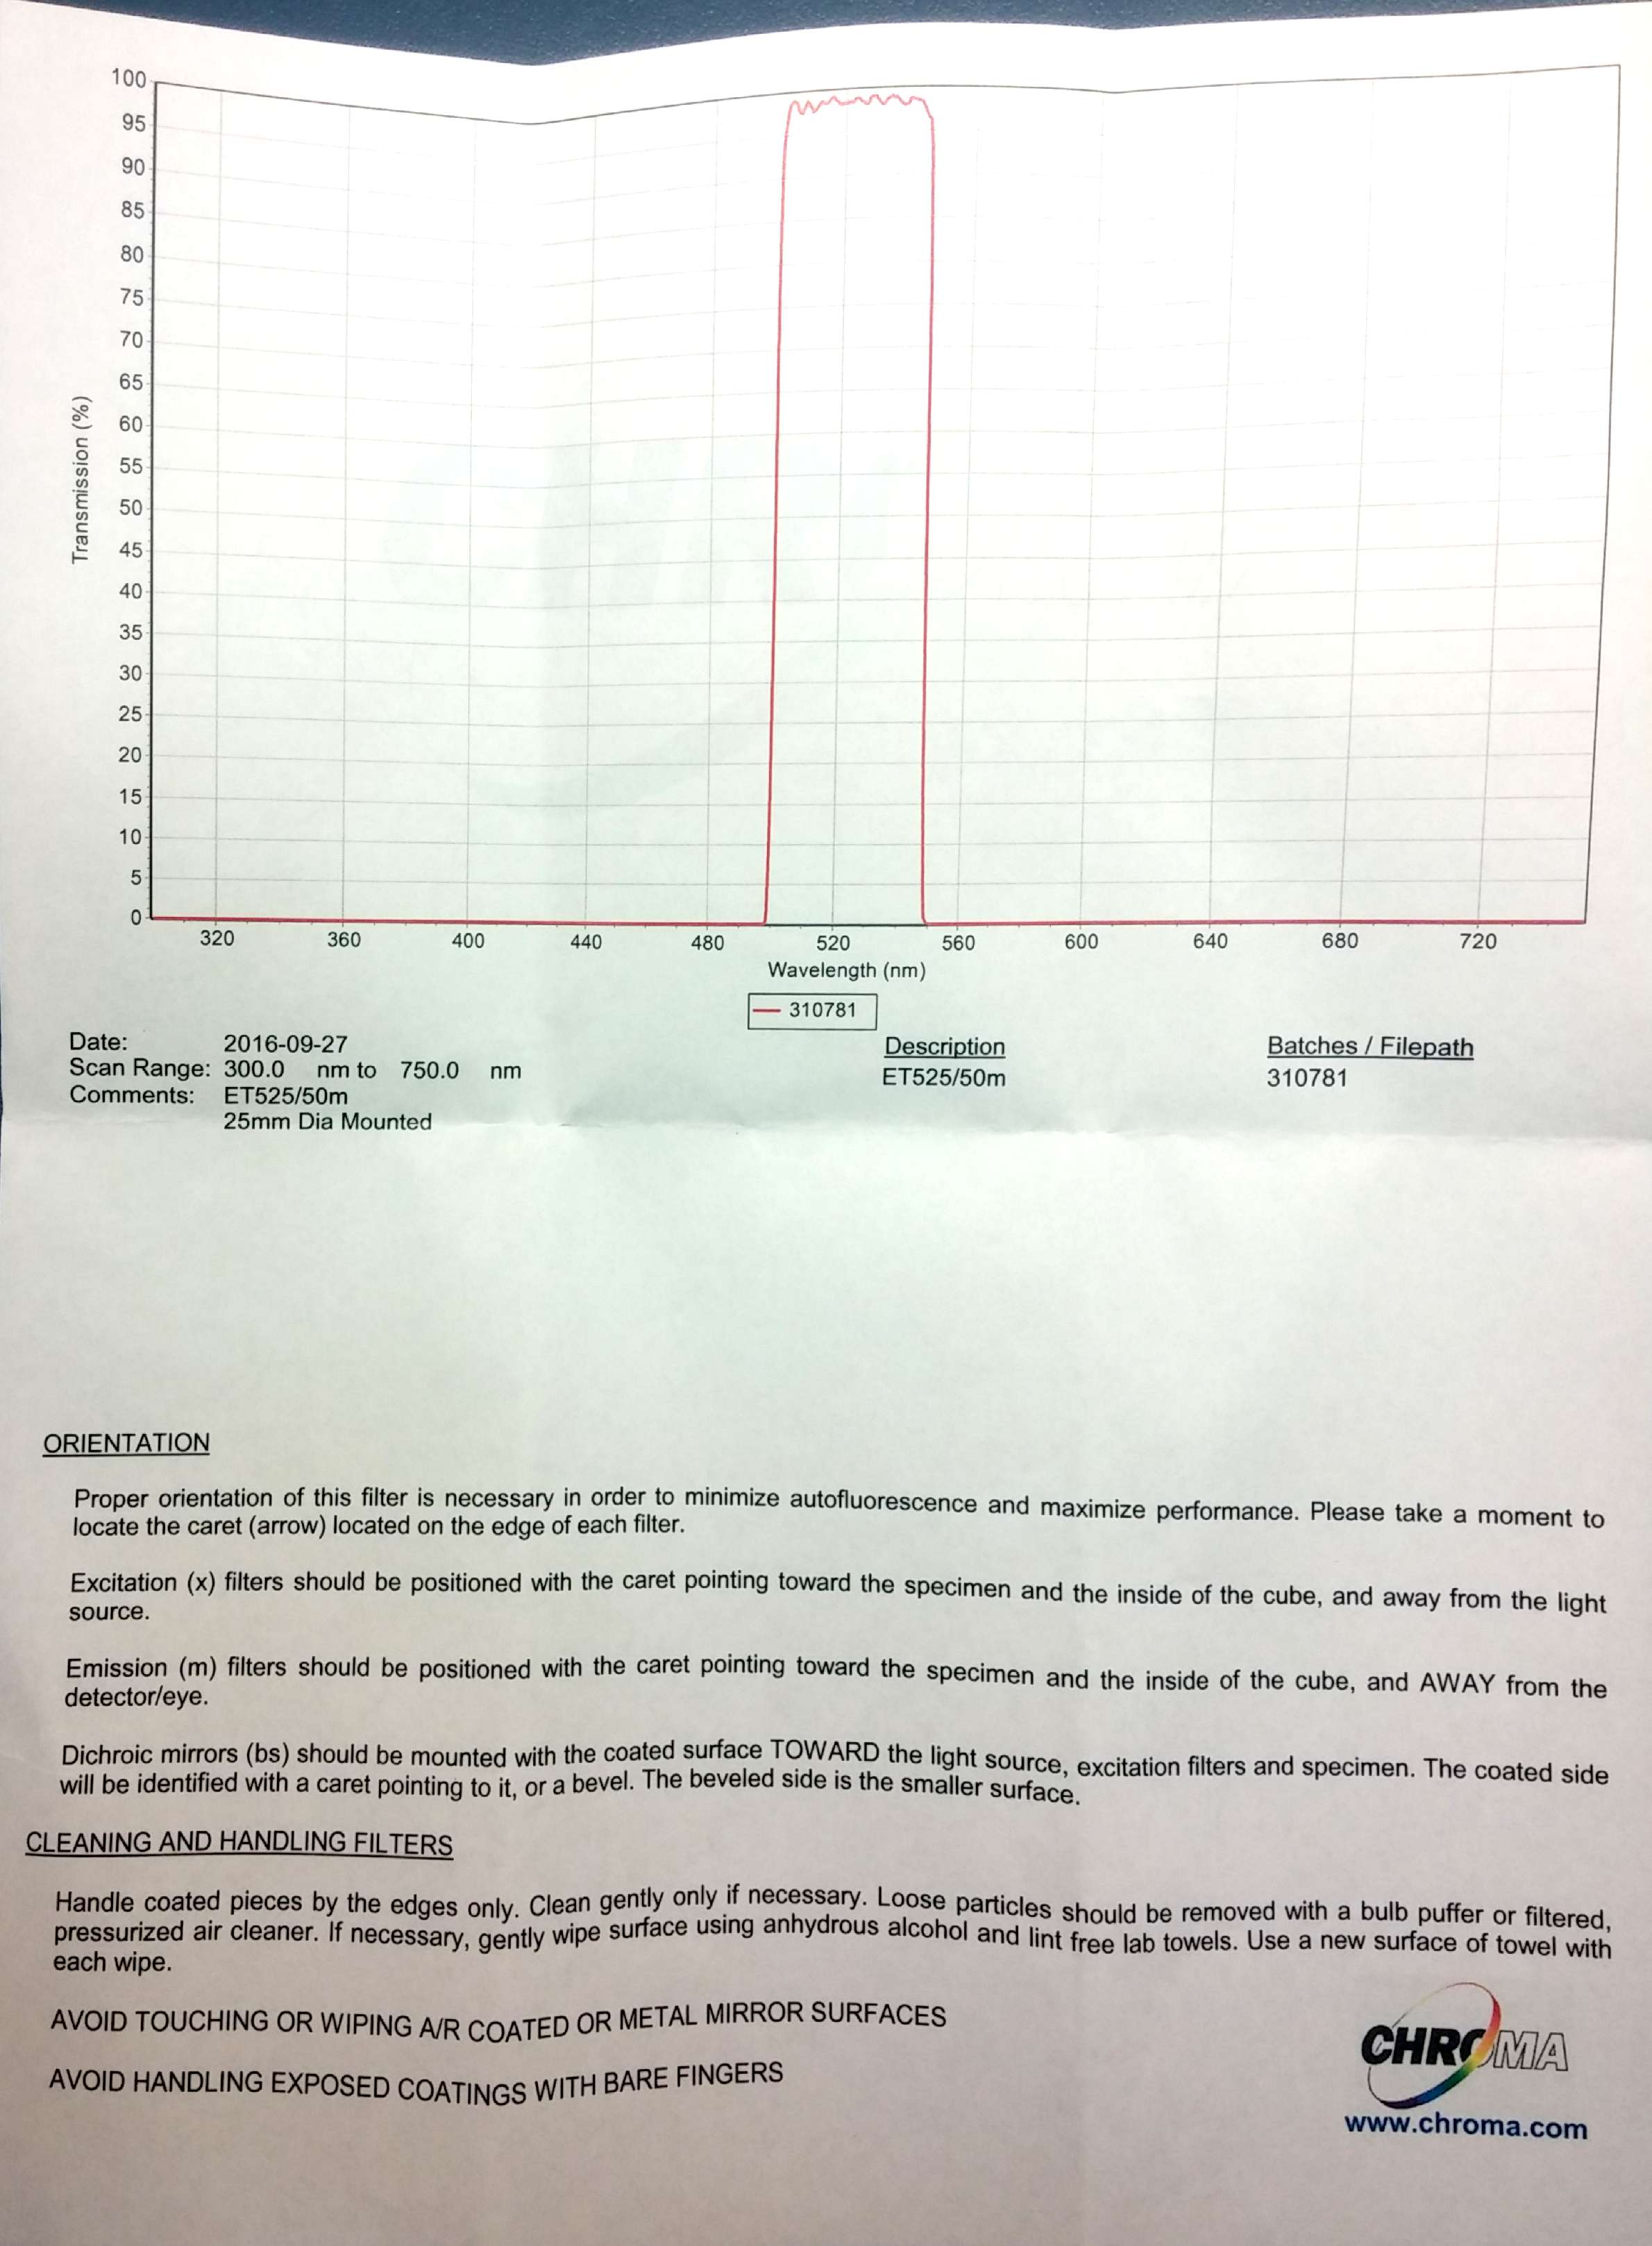 100
95
90
85
80
75
70
65
60
55
50
45
40
35
30
25
20
15
10
5
0
Transmission (%)
320 360 400 440 480 520 560 600 640 680 720
Wavelength (nm)
310781
Date: 2016-09-27
Scan Range: 300.0 nm to 750.0 nm
Comments: ET525/50m
25mm Dia Mounted
Description
ET525/50m
Batches / Filepath
310781
ORIENTATION
Proper orientation of this filter is necessary in order to minimize autofluorescence and maximize performance. Please take a moment to
locate the caret (arrow) located on the edge of each filter.
Excitation (x) filters should be positioned with the caret pointing toward the specimen and the inside of the cube, and away from the light
source.
Emission (m) filters should be positioned with the caret pointing toward the specimen and the inside of the cube, and AWAY from the
detector/eye.
Dichroic mirrors (bs) should be mounted with the coated surface TOWARD the light source, excitation filters and specimen. The coated side
will be identified with a caret pointing to it, or a bevel. The beveled side is the smaller surface.
CLEANING AND HANDLING FILTERS
Handle coated pieces by the edges only. Clean gently only if necessary. Loose particles should be removed with a bulb puffer or filtered,
pressurized air cleaner. If necessary, gently wipe surface using anhydrous alcohol and lint free lab towels. Use a new surface of towel with
each wipe.
AVOID TOUCHING OR WIPING A/R COATED OR METAL MIRROR SURFACES
AVOID HANDLING EXPOSED COATINGS WITH BARE FINGERS
CHROMA
www.chroma.com